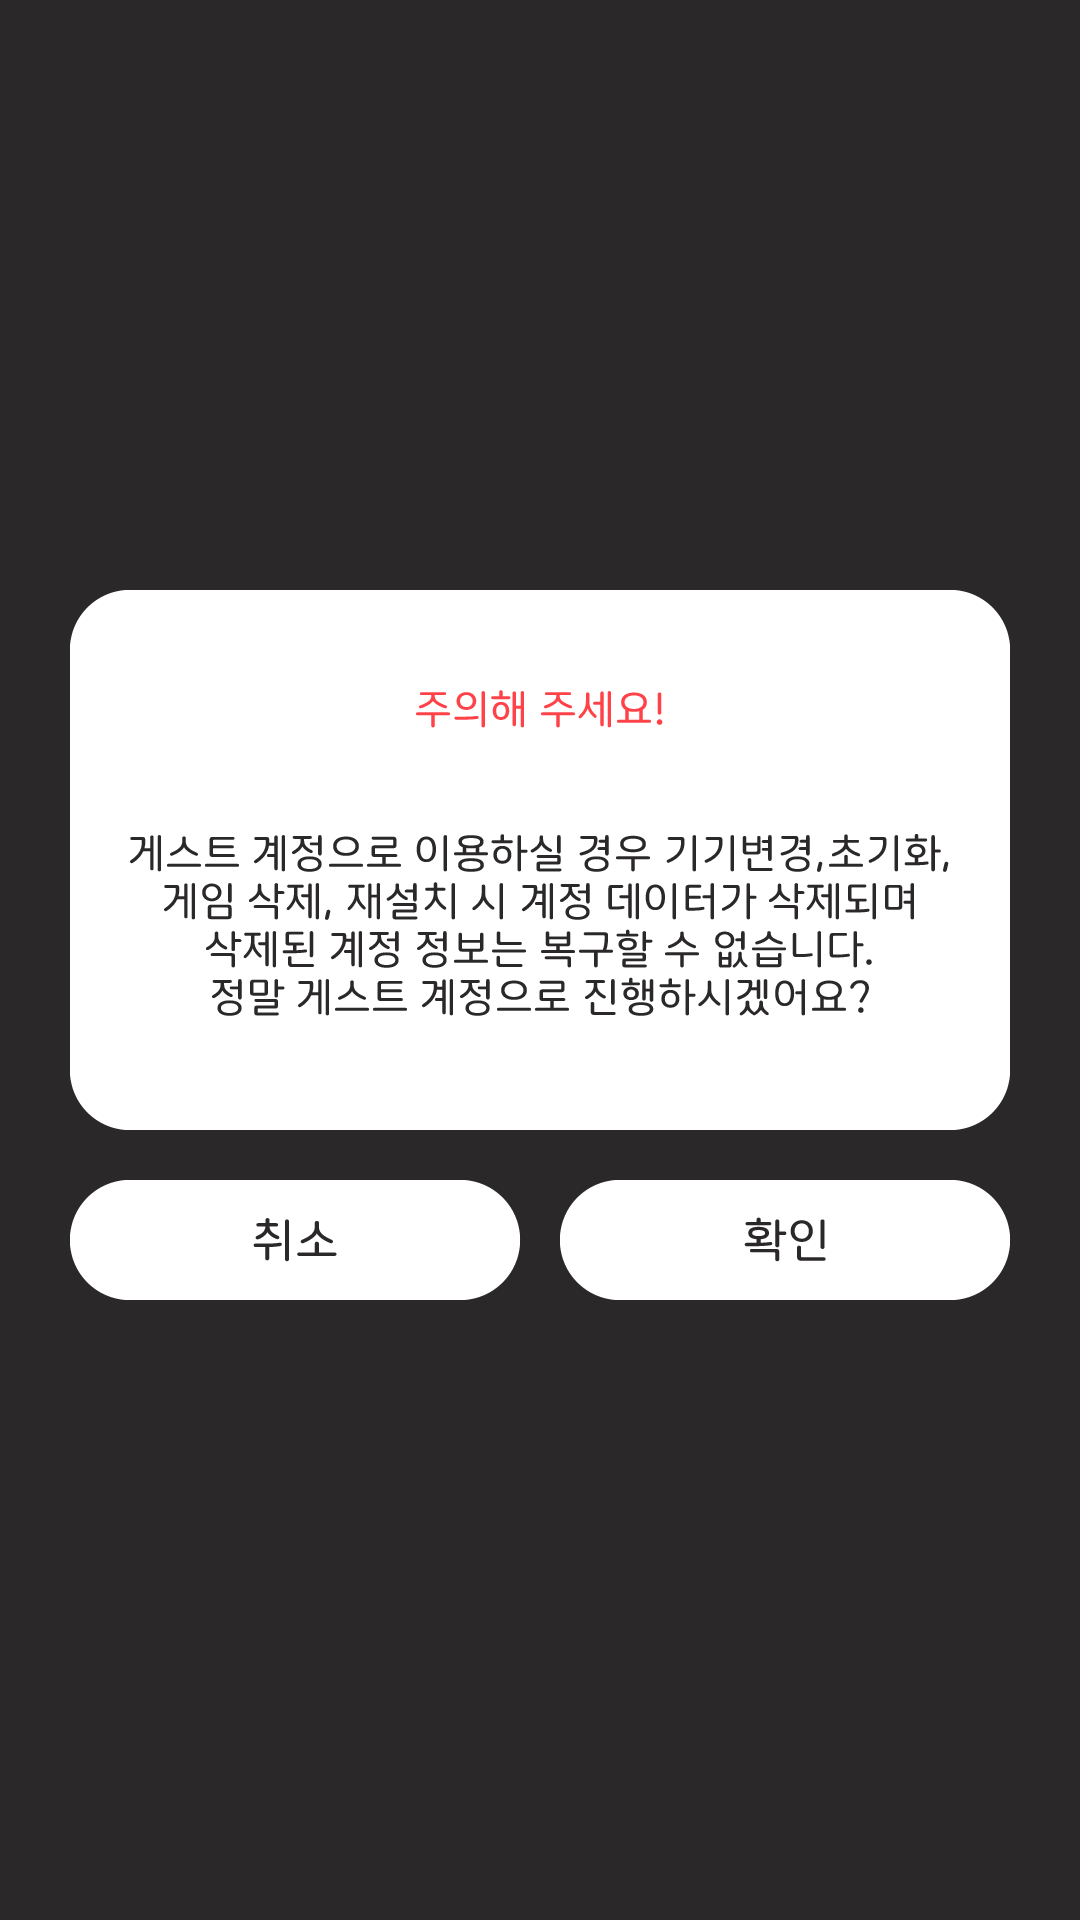 주의해 주세요!
게스트 계정으로 이용하실 경우 기기변경,초기화,
게임 삭제, 재설치 시 계정 데이터가 삭제되며
삭제된 계정 정보는 복구할 수 없습니다.
정말 게스트 계정으로 진행하시겠어요?
취소
확인